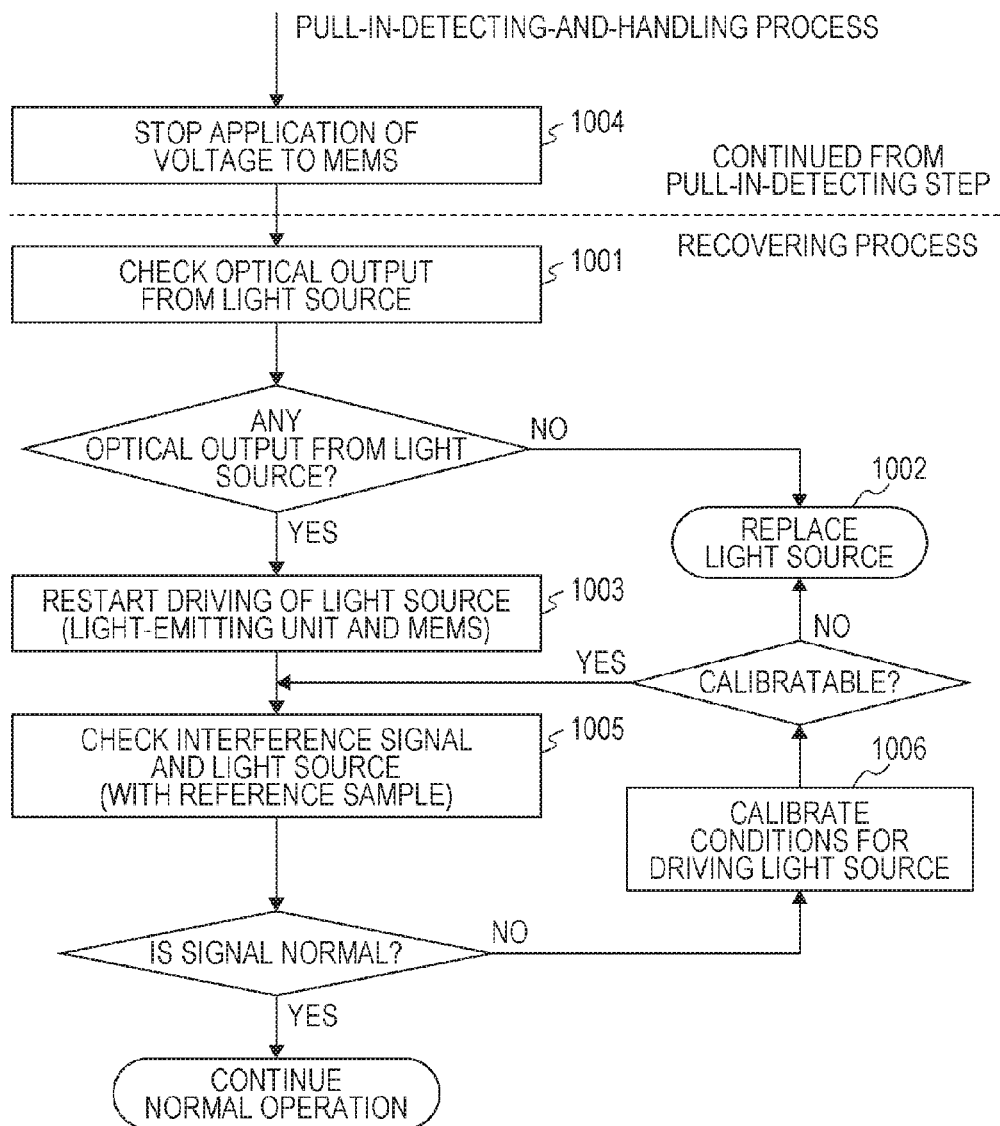 PULL-IN-DETECTING-AND-HANDLING PROCESS
STOP APPLICATION OF
VOLTAGE TO MEMS
1004
CONTINUED FROM
PULL-IN-DETECTING STEP
RECOVERING PROCESS
CHECK OPTICAL OUTPUT
FROM LIGHT SOURCE
1001
ANY
OPTICAL OUTPUT FROM LIGHT
SOURCE?
NO
YES
1002
REPLACE
LIGHT SOURCE
RESTART DRIVING OF LIGHT SOURCE
(LIGHT-EMITTING UNIT AND MEMS)
1003
NO
YES
CALIBRATABLE?
CHECK INTERFERENCE SIGNAL
AND LIGHT SOURCE
(WITH REFERENCE SAMPLE)
1005
1006
CALIBRATE
CONDITIONS FOR
DRIVING LIGHT SOURCE
IS SIGNAL NORMAL?
NO
YES
CONTINUE
NORMAL OPERATION